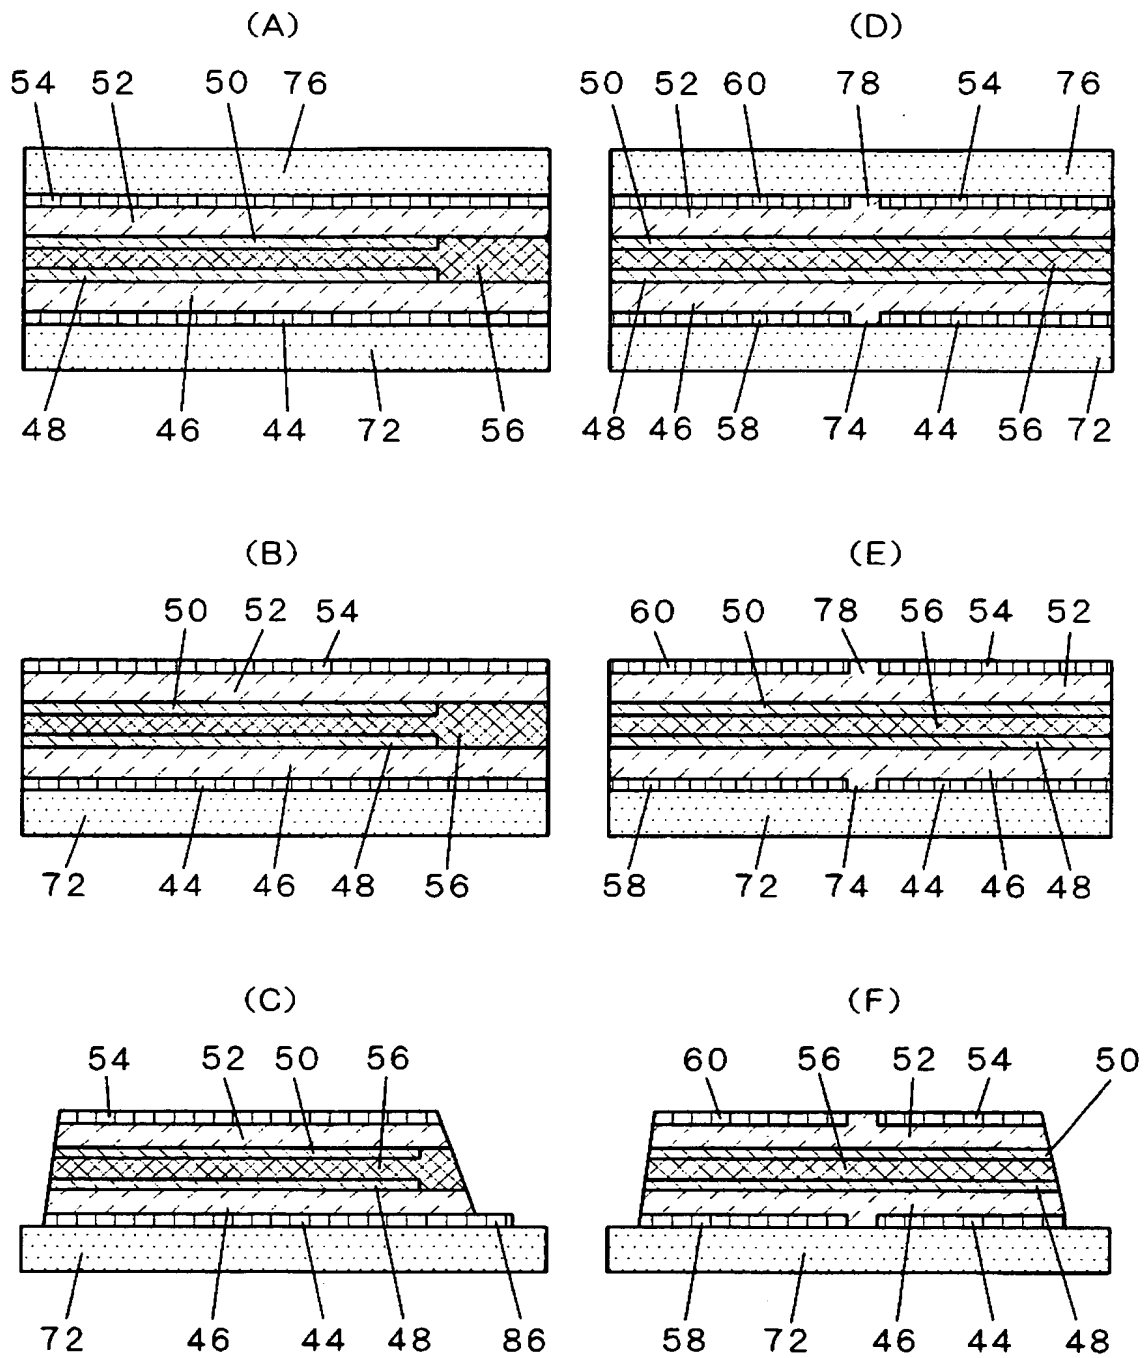 (A)
54 52 50 76
48 46 44 72 56
(D)
50 52 60 78 54 76
48 46 58 74 44 56 72
(B)
50 52 54
72 44 46 48 56
(E)
60 50 78 56 54 52
58 72 74 44 46 48
(C)
54 52 50 56
72 46 44 48 86
(F)
60 56 52 54 50
58 72 46 44 48